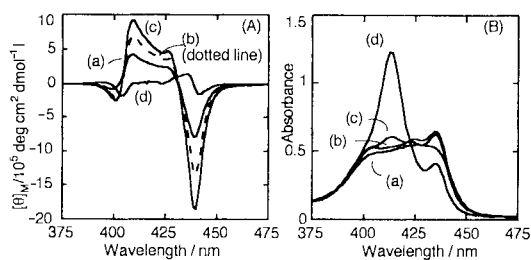 (A)
(c)
(b)
(dotted line)
(a)
(d)
10
5
0
−5
−10
−15
−20
[θ]M/10⁵ deg cm² dmol⁻¹
375 400 425 450 475
Wavelength / nm
(B)
(d)
(c)
(b)
(a)
1.5
1
0.5
0
Absorbance
375 400 425 450 475
Wavelength / nm